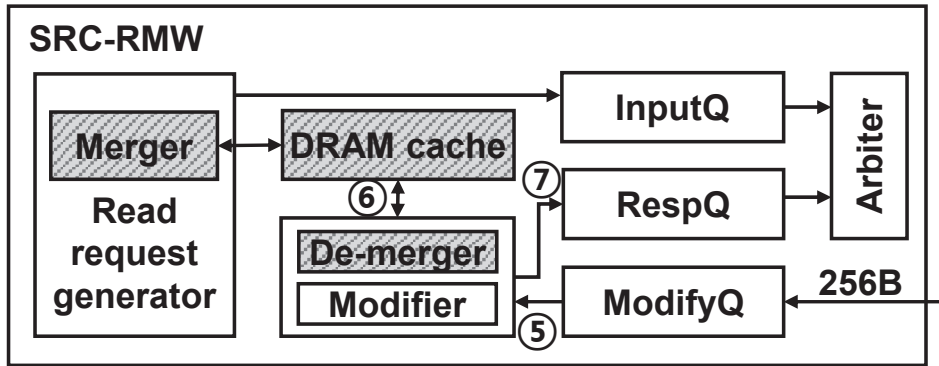 SRC-RMW
Merger
Read
request
generator
DRAM cache
⑥
De-merger
Modifier
⑦
⑤
InputQ
RespQ
ModifyQ
Arbiter
256B